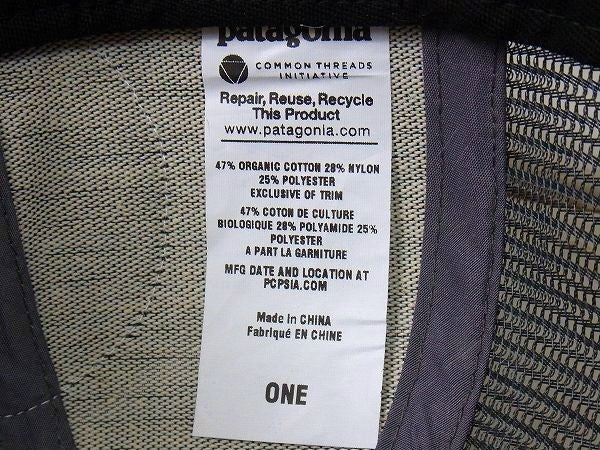 patagonia
COMMON THREADS
INITIATIVE
Repair, Reuse, Recycle
This Product
www.patagonia.com
47% ORGANIC COTTON 28% NYLON
25% POLYESTER
EXCLUSIVE OF TRIM
47% COTON DE CULTURE
BIOLOGIQUE 28% POLYAMIDE 25%
POLYESTER
A PART LA GARNITURE
MFG DATE AND LOCATION AT
PCPSIA.COM
Made in CHINA
Fabriqué EN CHINE
ONE